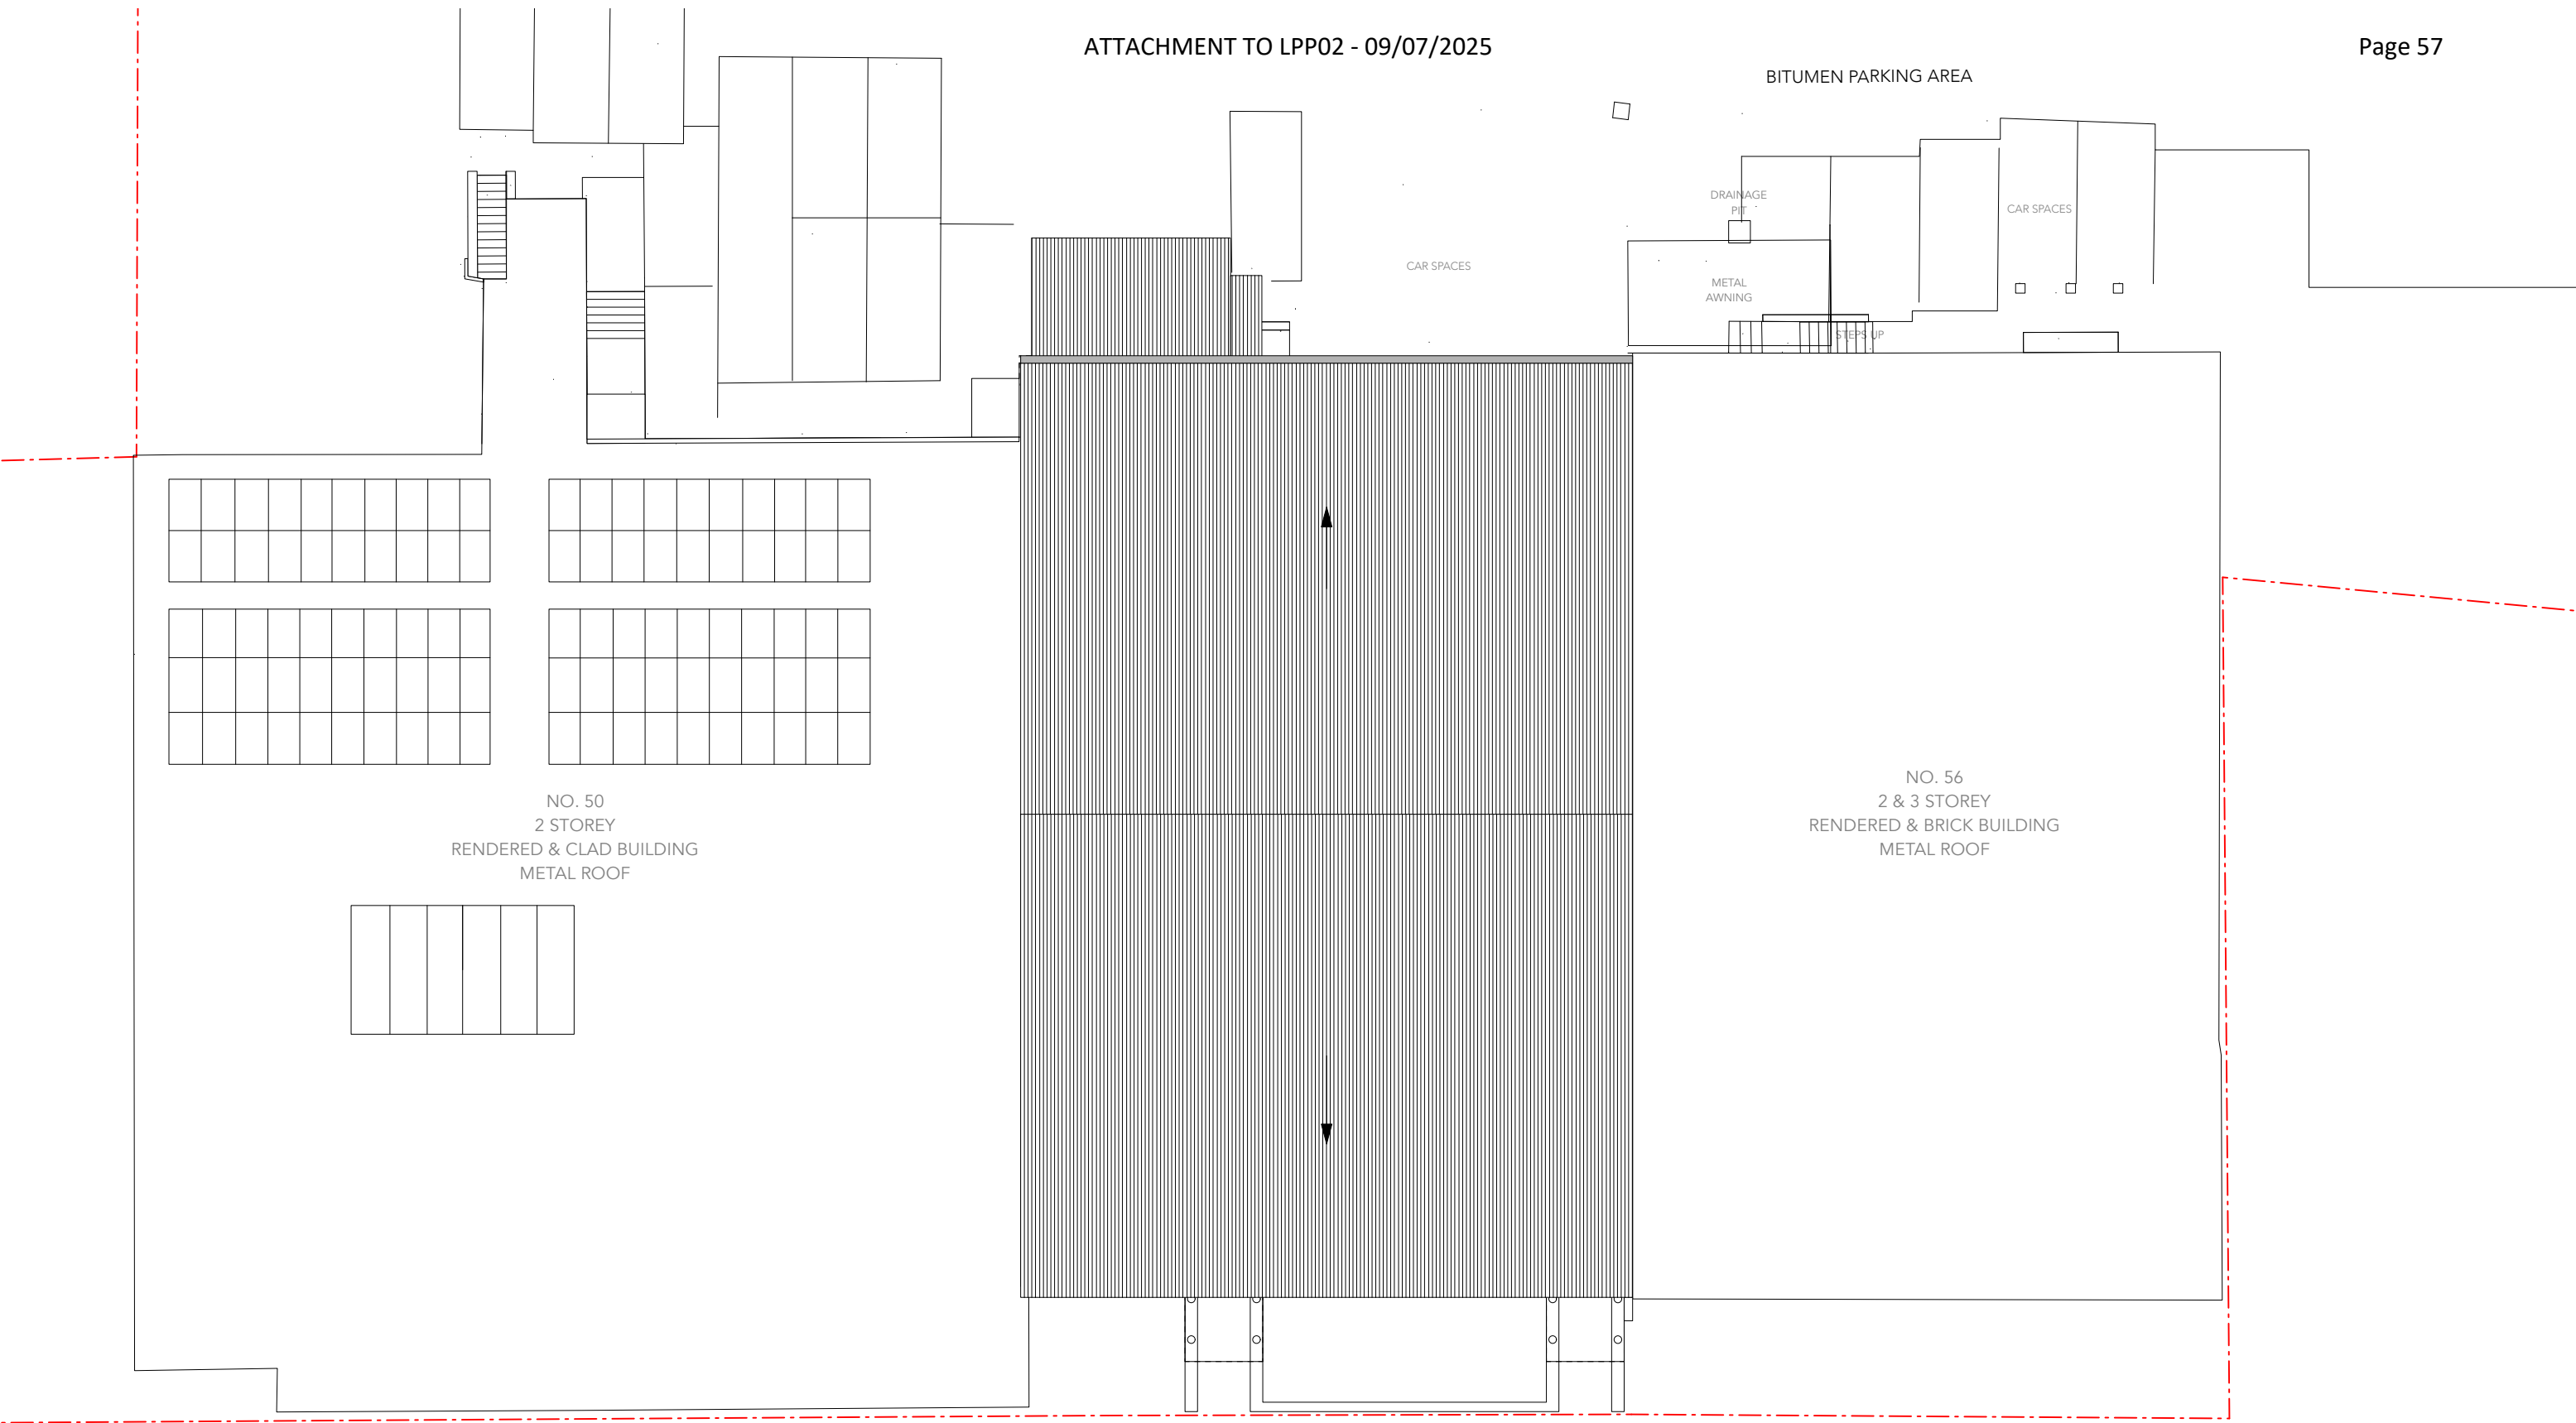 ATTACHMENT TO LPP02 - 09/07/2025
Page 57
BITUMEN PARKING AREA
DRAINAGE
PIT
CAR SPACES
CAR SPACES
METAL
AWNING
STEPS UP
NO. 50
2 STOREY
RENDERED & CLAD BUILDING
METAL ROOF
NO. 56
2 & 3 STOREY
RENDERED & BRICK BUILDING
METAL ROOF